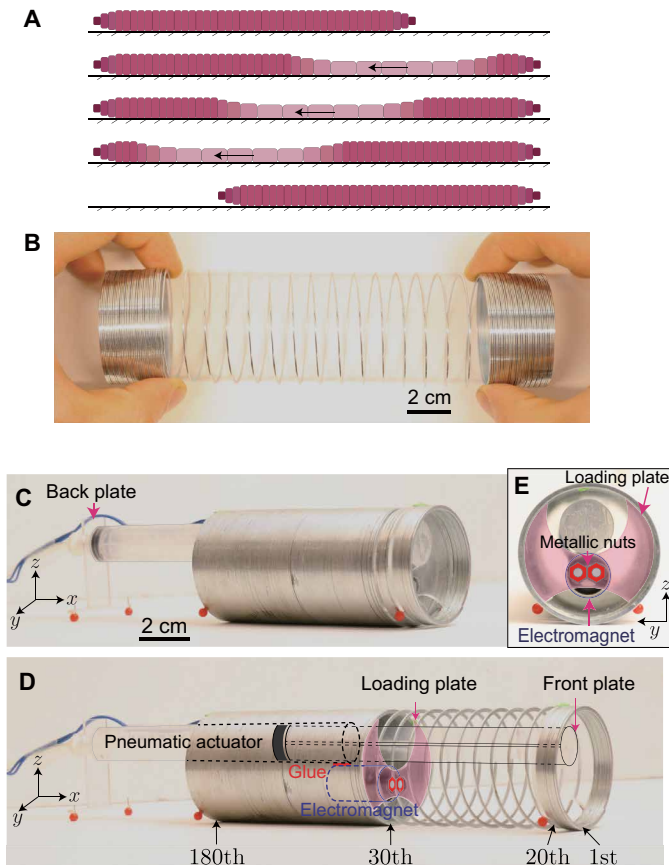 A
B
2 cm
C
Back plate
z
x
y
2 cm
E
Loading plate
Metallic nuts
z
y
Electromagnet
D
Loading plate
Front plate
Pneumatic actuator
Glue
Electromagnet
z
x
y
180th
30th
20th
1st